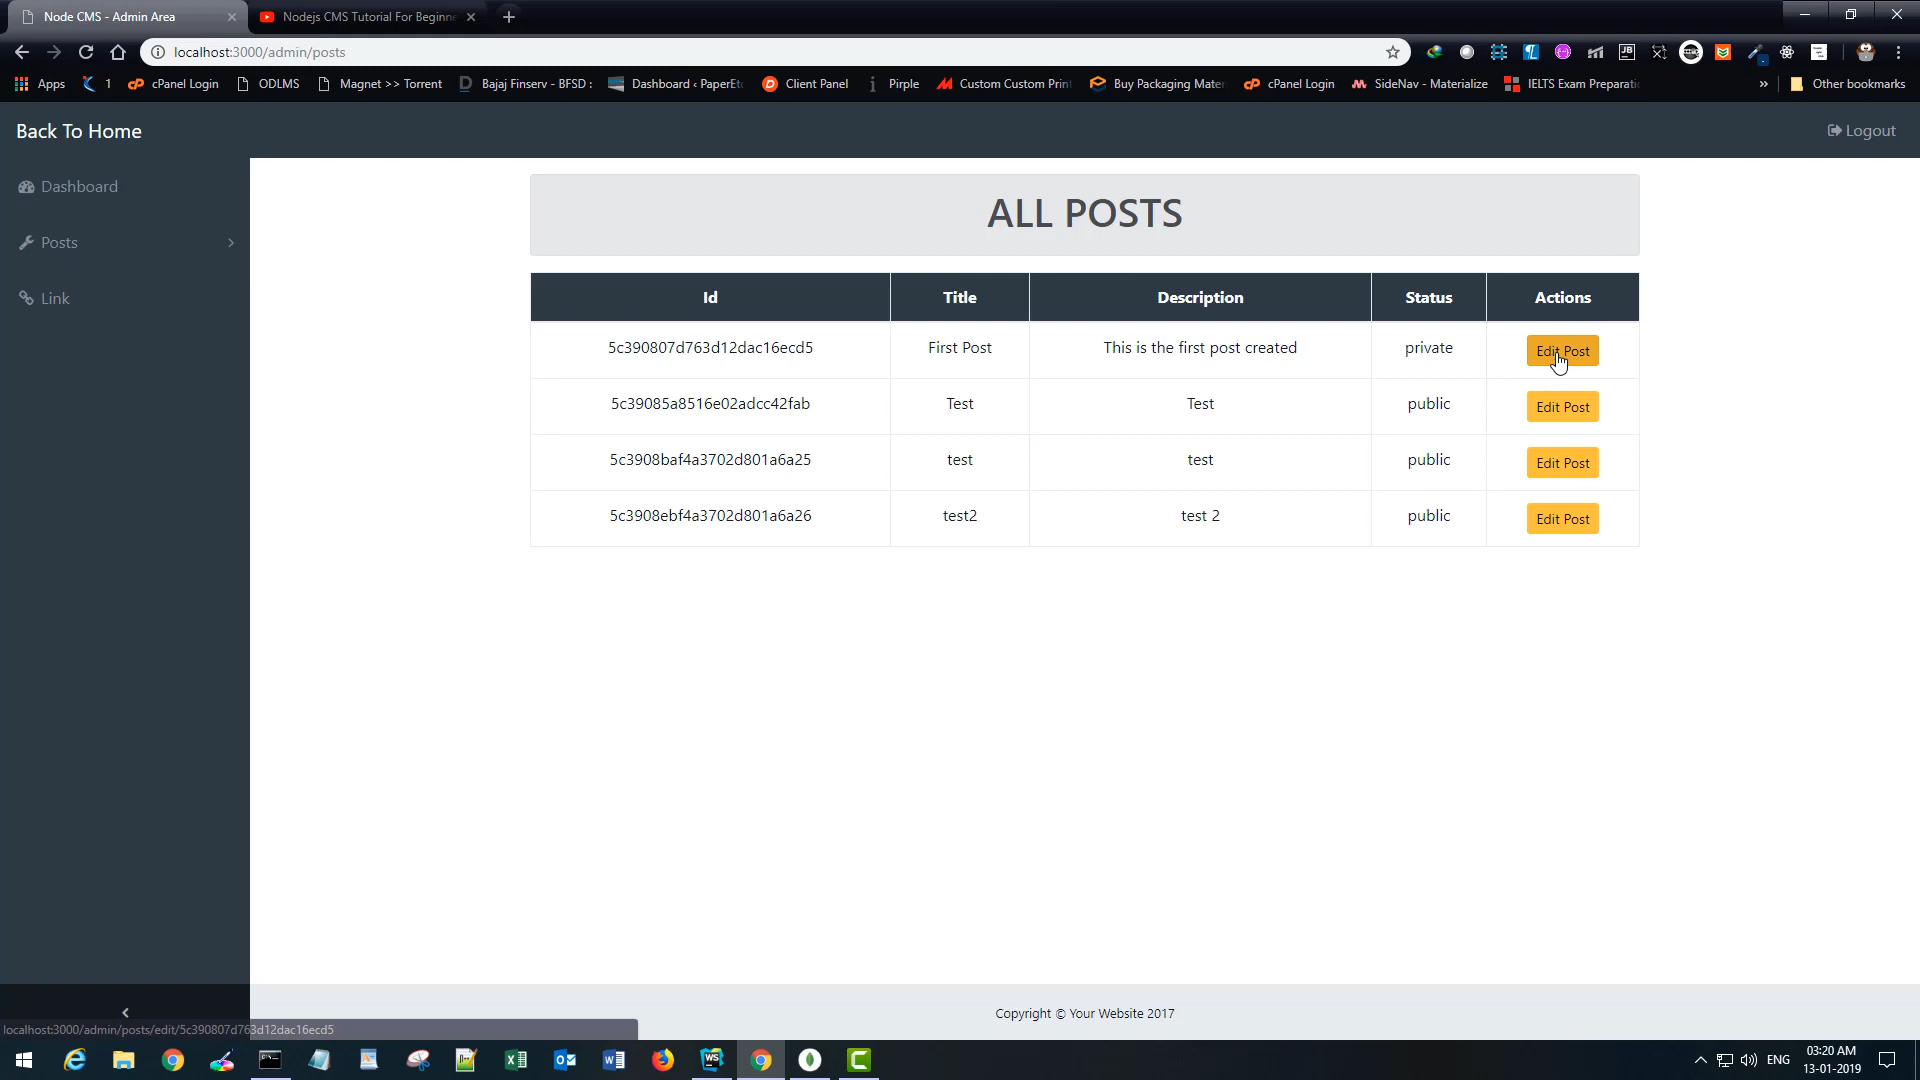 Node CMS - Admin Area
Nodejs CMS Tutorial For Beginne
localhost:3000/admin/posts
Apps
1
cPanel Login
ODLMS
Magnet >> Torrent
Bajaj Finserv - BFSD :
Dashboard ‹ PaperEtc
Client Panel
Pirple
Custom Custom Print
Buy Packaging Mater
cPanel Login
SideNav - Materialize
IELTS Exam Preparati
»
Other bookmarks
Back To Home
Logout
Dashboard
Posts
Link
ALL POSTS
Id Title Description Status Actions
5c390807d763d12dac16ecd5 First Post This is the first post created private Edit Post
5c39085a8516e02adcc42fab Test Test public Edit Post
5c3908baf4a3702d801a6a25 test test public Edit Post
5c3908ebf4a3702d801a6a26 test2 test 2 public Edit Post
Copyright © Your Website 2017
localhost:3000/admin/posts/edit/5c390807d763d12dac16ecd5
ENG
03:20 AM
13-01-2019